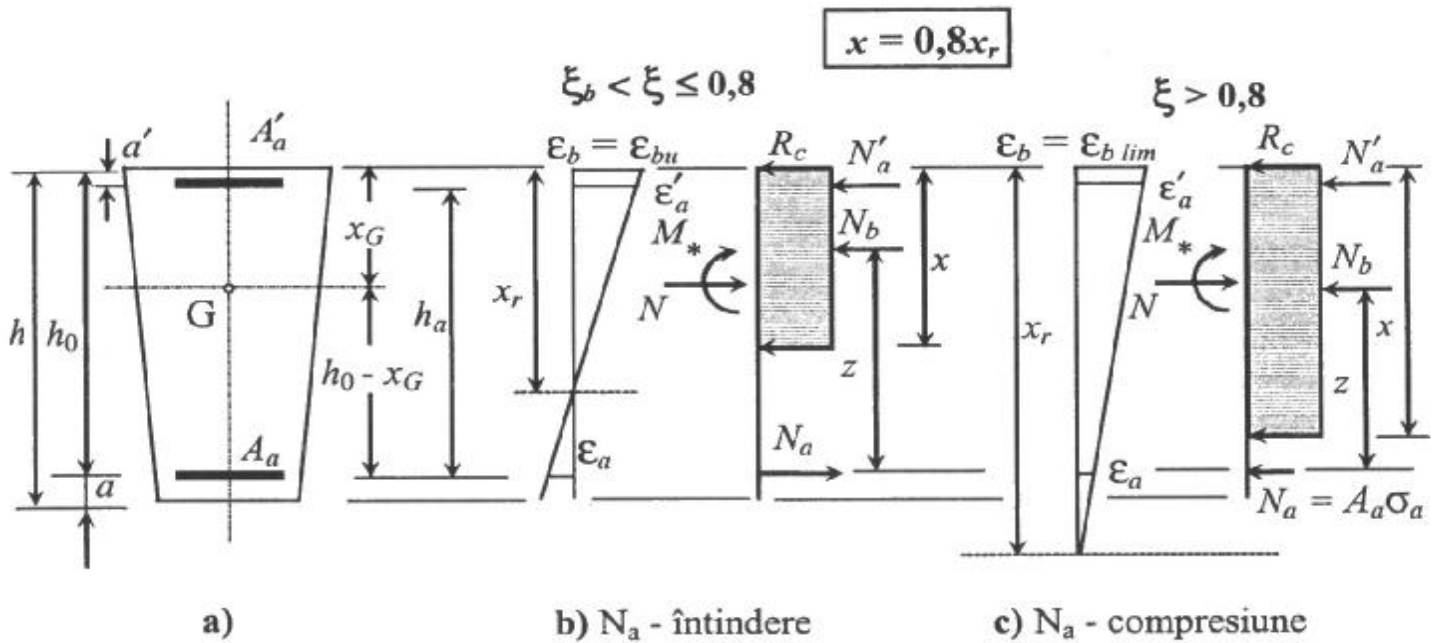 x = 0,8x_r
ξ_b < ξ ≤ 0,8
ξ > 0,8
a'
A'_a
ε_b = ε_bu
R_c
N'_a
ε_b = ε_b lim
R_c
N'_a
ε'_a
ε'_a
x_G
M_*
N_b
M_*
N_b
x
G
x_r
N
N
h
h_0
h_a
x_r
x
h_0 - x_G
z
z
A_a
N_a
ε_a
ε_a
a
N_a = A_aσ_a
a)
b) N_a - întindere
c) N_a - compresiune